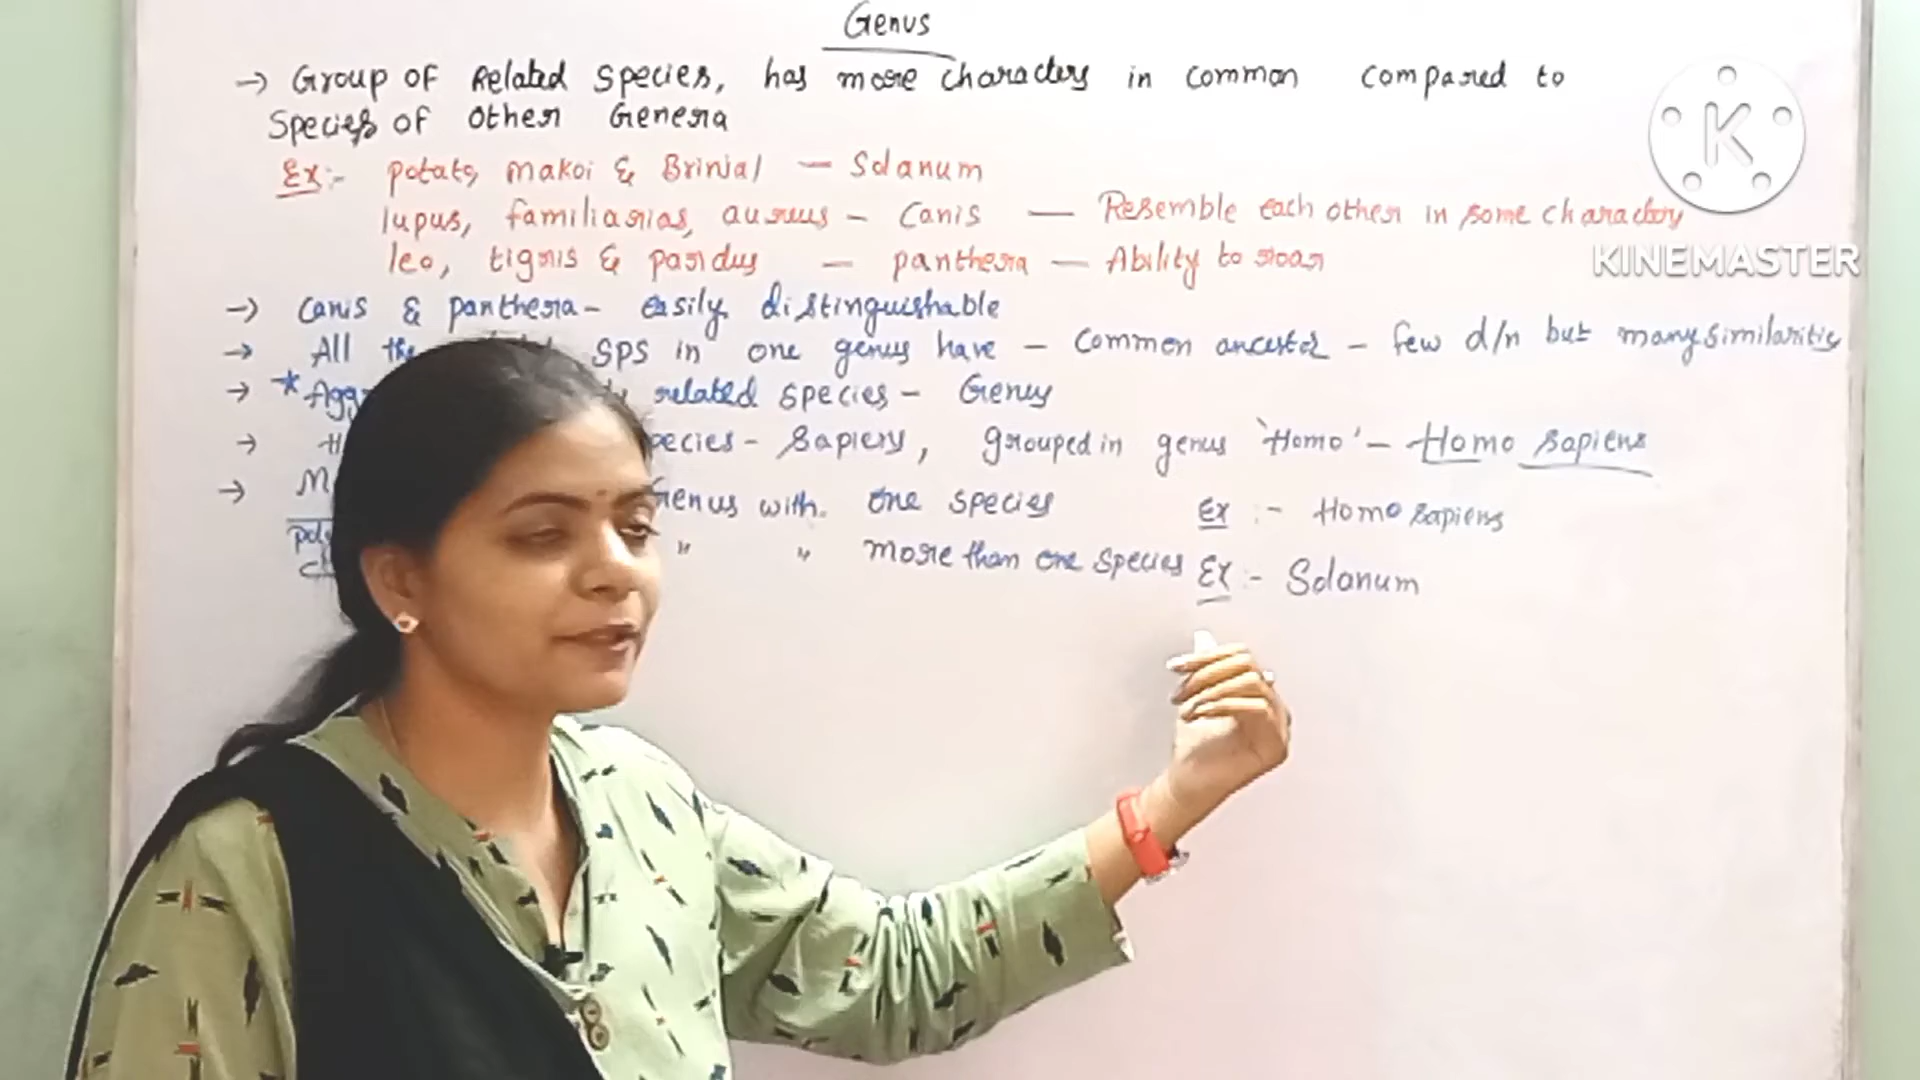 Genus
→ Group of Related Species, has more characters in common compared to
Species of other Genera
Ex:- potato, makoi & Brinjal — Solanum
lupus, familiarias, aureus - Canis — Resemble each other in some characters
leo, tigris & pardus — panthera — Ability to roar
→ Canis & panthera - easily distinguishable
→ All the SPS in one genus have - Common ancestor - few d/n but many similarities
→ * Agg related species - Genus
→ H pecies - Sapiens, grouped in genus 'Homo' - Homo sapiens
→ M Genus with one species Ex :- Homo sapiens
poly " " more than one species Ex :- Solanum
K
KINEMASTER